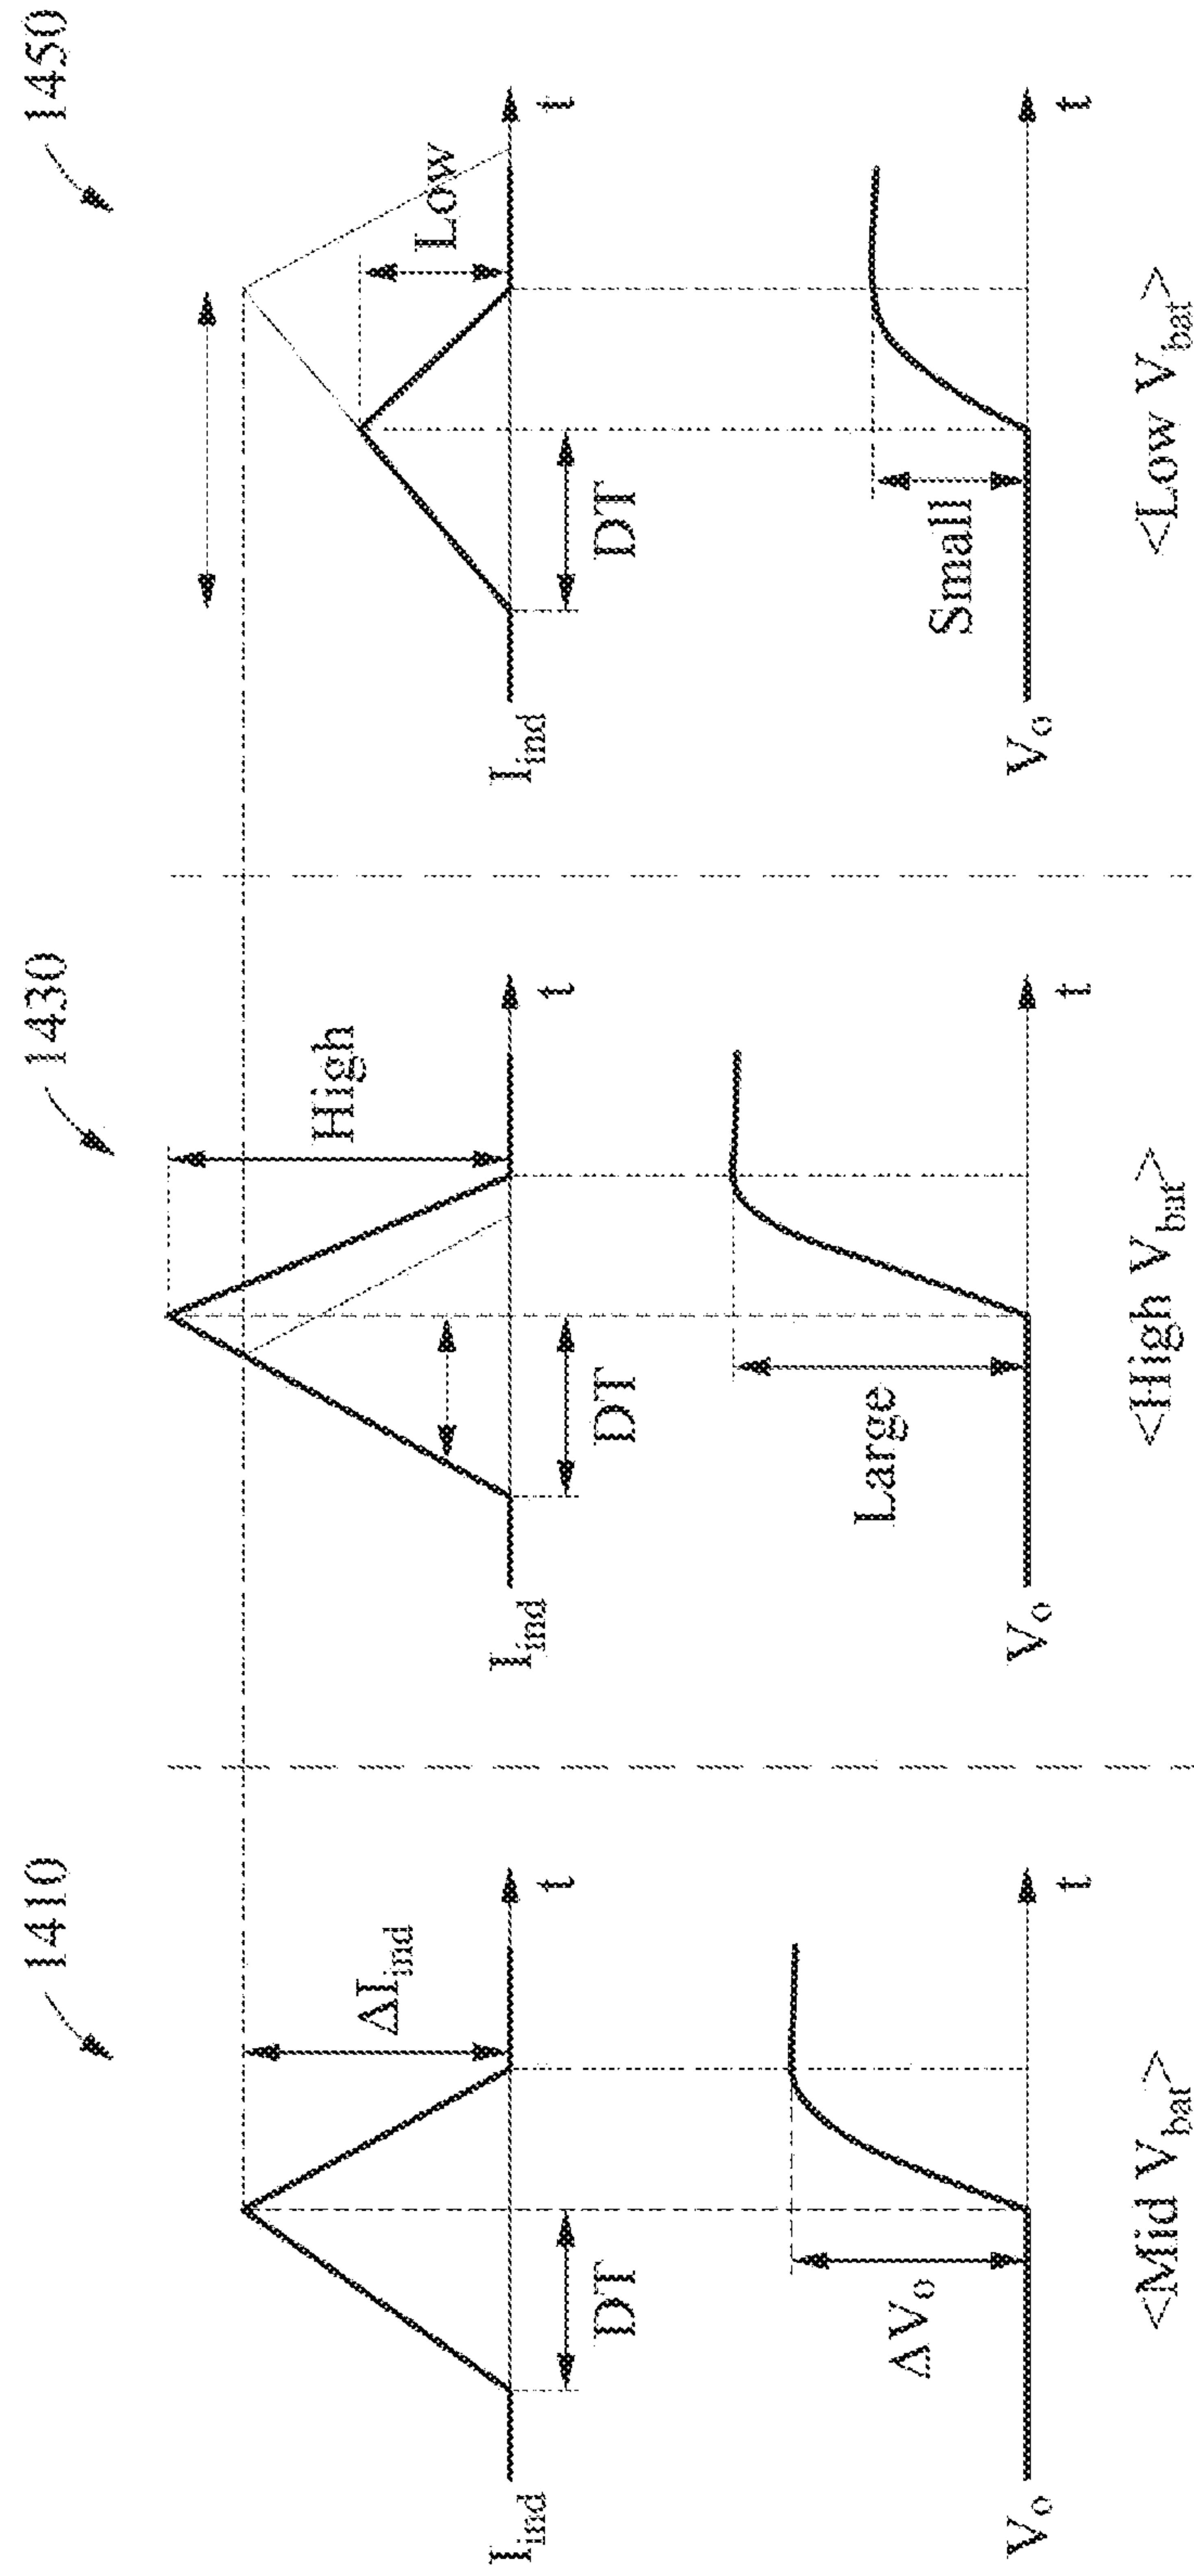 1410
I_ind
ΔI_ind
t
DT
V_o
ΔV_o
t
<Mid V_bat>
1430
I_ind
High
t
DT
V_o
Large
t
<High V_bat>
1450
I_ind
Low
t
DT
V_o
Small
t
<Low V_bat>